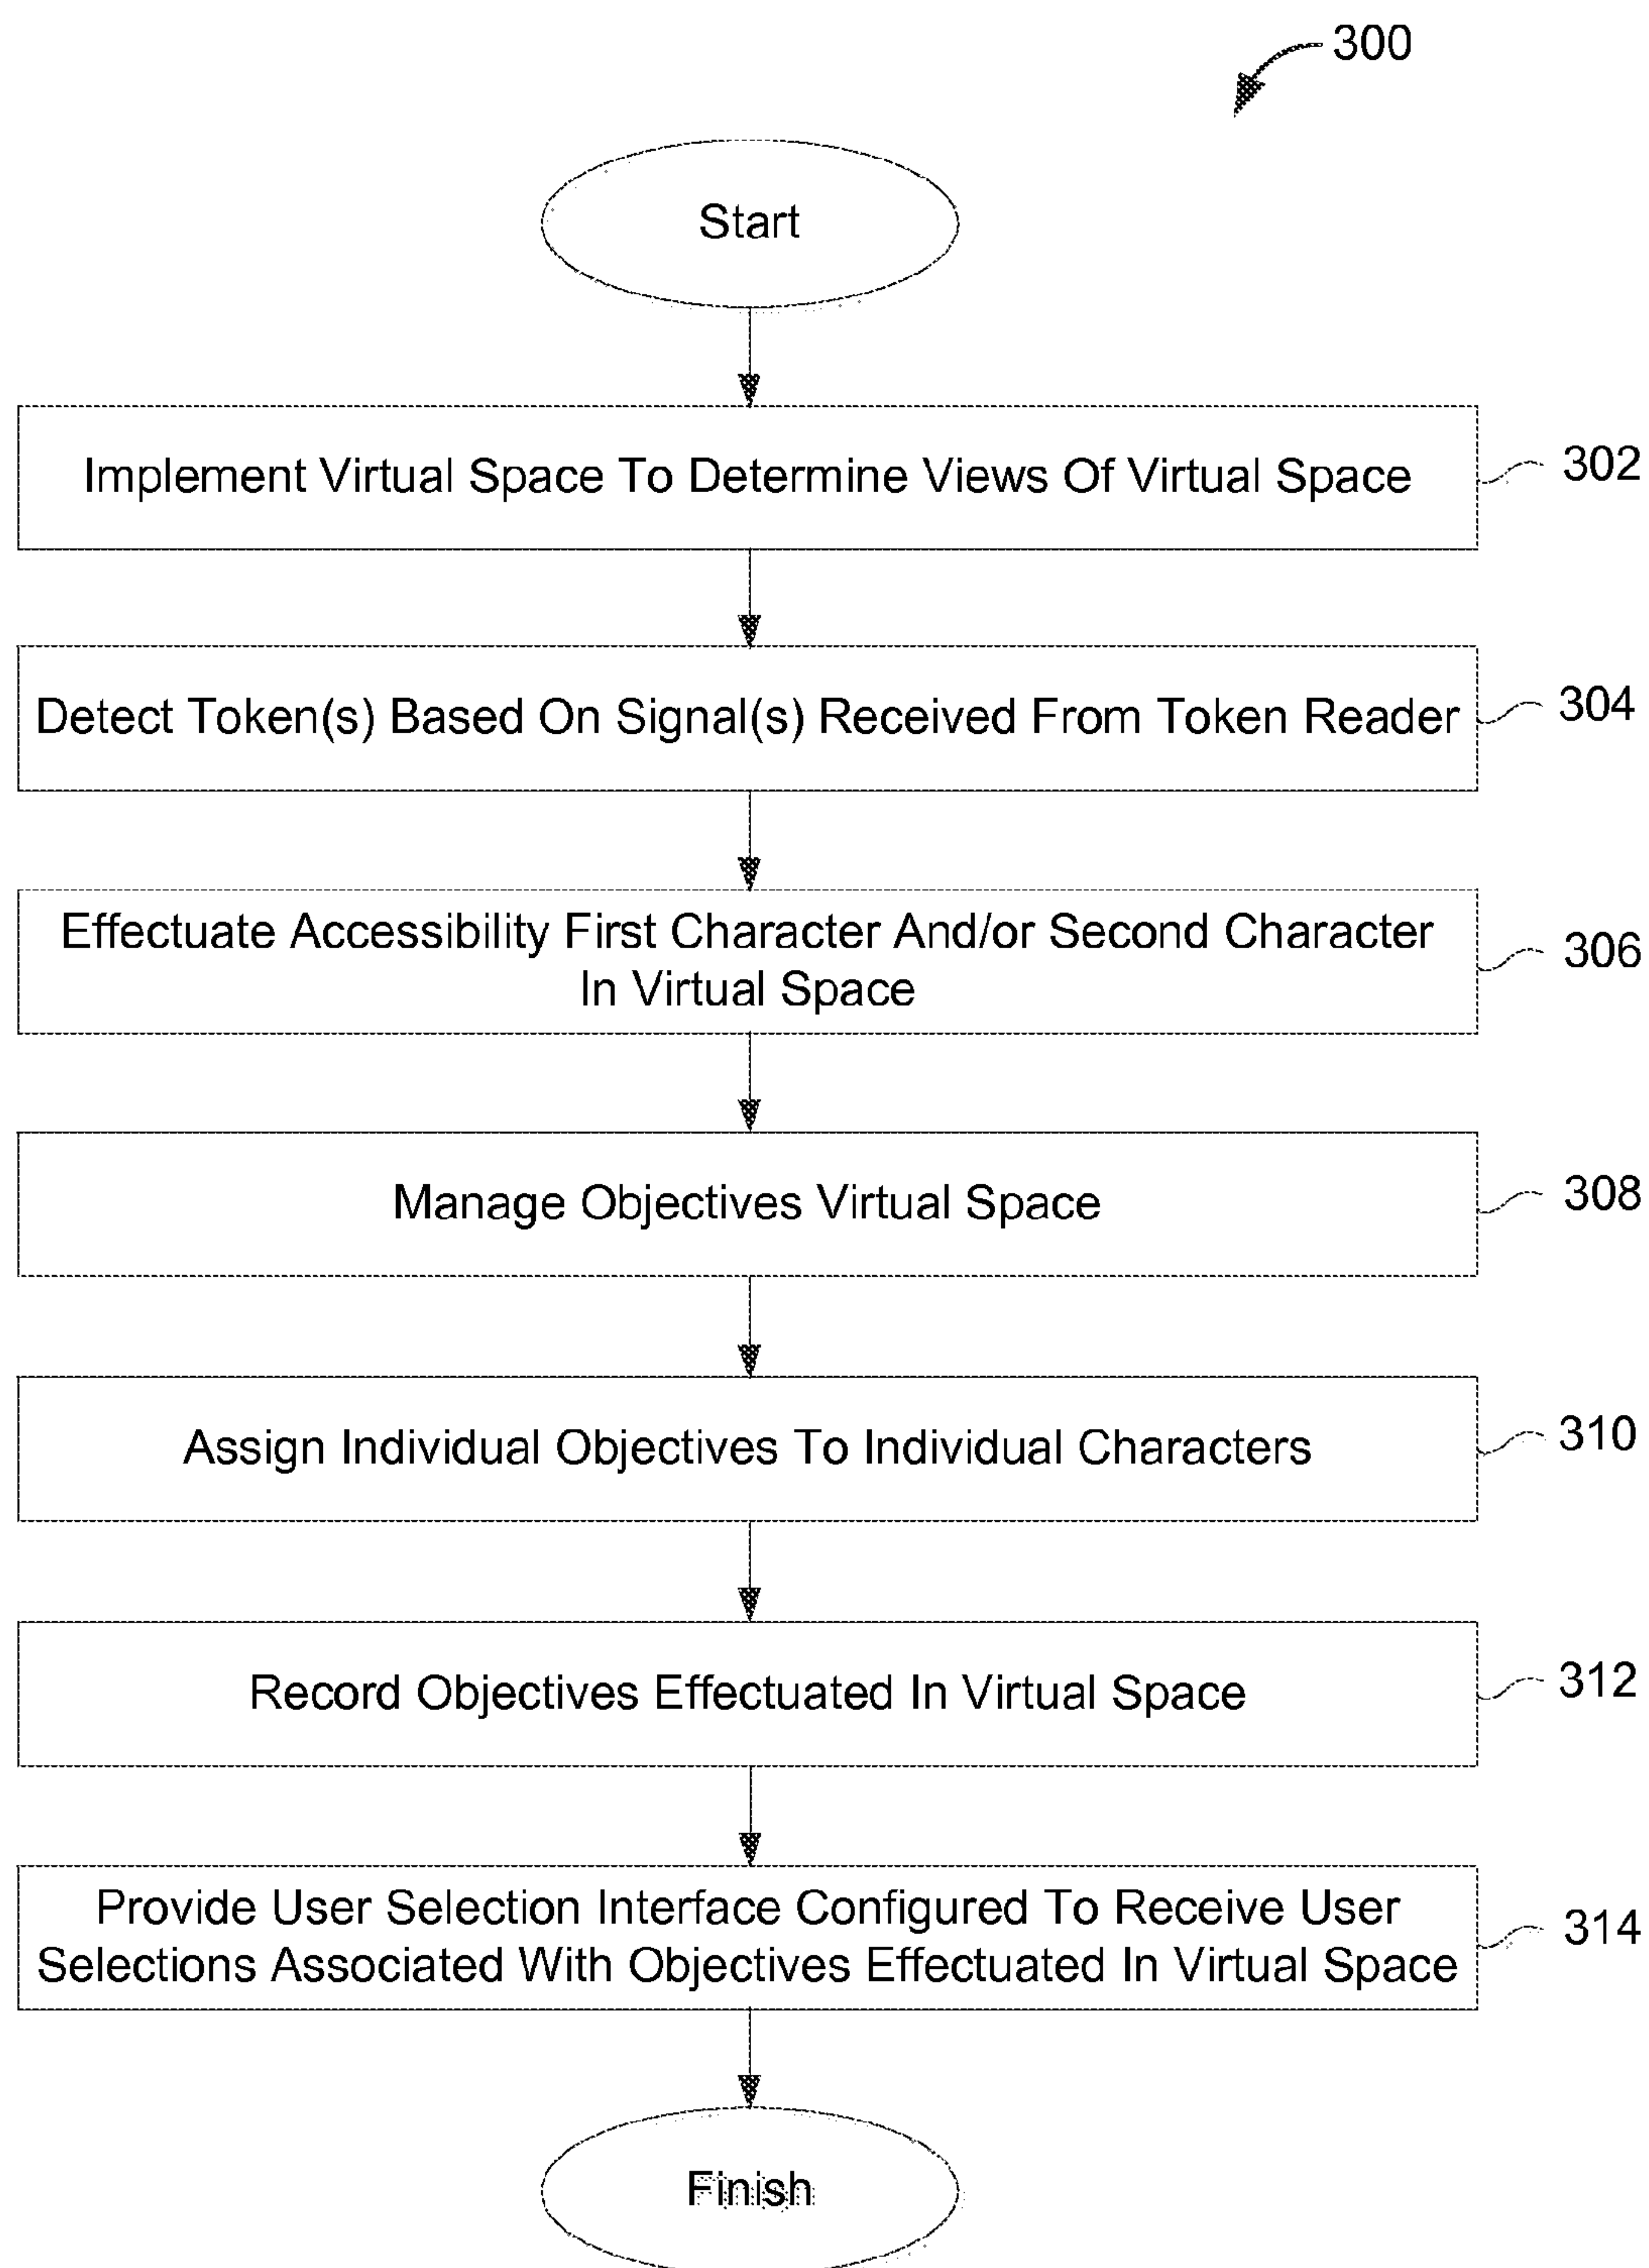 300
Start
Implement Virtual Space To Determine Views Of Virtual Space
302
Detect Token(s) Based On Signal(s) Received From Token Reader
304
Effectuate Accessibility First Character And/or Second Character
In Virtual Space
306
Manage Objectives Virtual Space
308
Assign Individual Objectives To Individual Characters
310
Record Objectives Effectuated In Virtual Space
312
Provide User Selection Interface Configured To Receive User
Selections Associated With Objectives Effectuated In Virtual Space
314
Finish